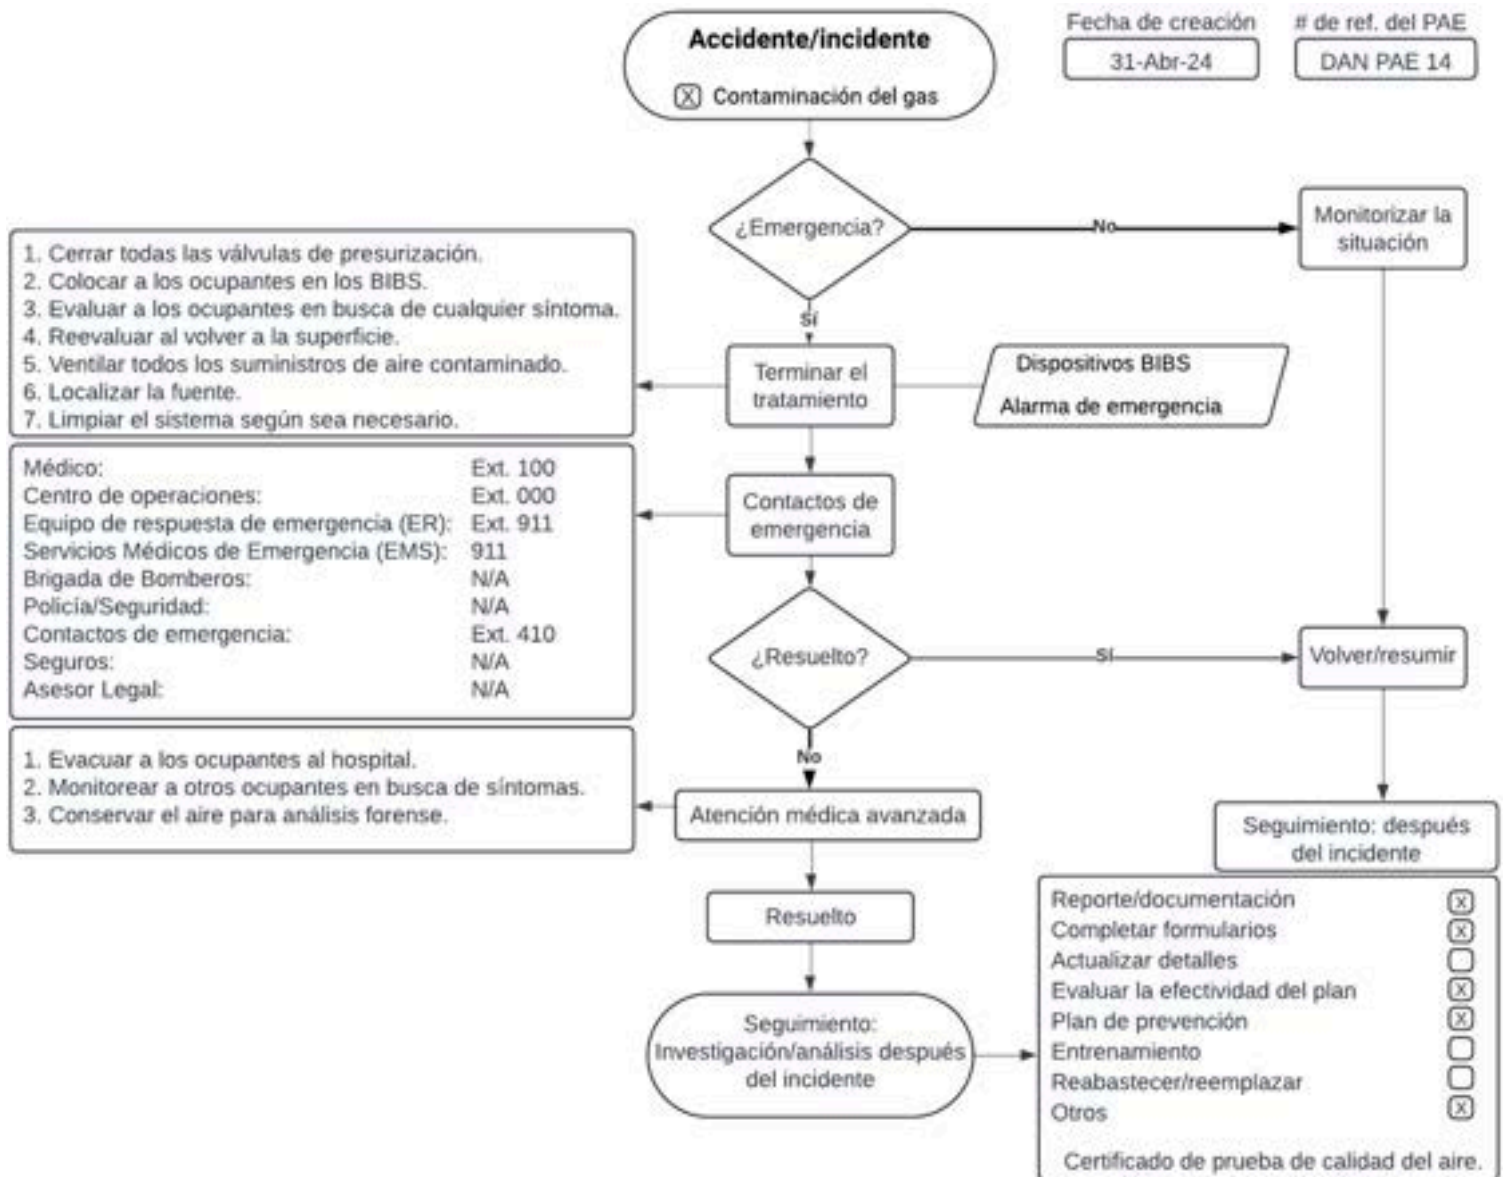 Accidente/incidente
X Contaminación del gas
Fecha de creación
31-Abr-24
# de ref. del PAE
DAN PAE 14
¿Emergencia?
No
Monitorizar la
situación
Sí
1. Cerrar todas las válvulas de presurización.
2. Colocar a los ocupantes en los BIBS.
3. Evaluar a los ocupantes en busca de cualquier síntoma.
4. Reevaluar al volver a la superficie.
5. Ventilar todos los suministros de aire contaminado.
6. Localizar la fuente.
7. Limpiar el sistema según sea necesario.
Terminar el
tratamiento
Dispositivos BIBS
Alarma de emergencia
Médico: Ext. 100
Centro de operaciones: Ext. 000
Equipo de respuesta de emergencia (ER): Ext. 911
Servicios Médicos de Emergencia (EMS): 911
Brigada de Bomberos: N/A
Policía/Seguridad: N/A
Contactos de emergencia: Ext. 410
Seguros: N/A
Asesor Legal: N/A
Contactos de
emergencia
¿Resuelto?
Sí
Volver/resumir
No
1. Evacuar a los ocupantes al hospital.
2. Monitorear a otros ocupantes en busca de síntomas.
3. Conservar el aire para análisis forense.
Atención médica avanzada
Seguimiento: después
del incidente
Resuelto
Seguimiento:
Investigación/análisis después
del incidente
Reporte/documentación X
Completar formularios X
Actualizar detalles
Evaluar la efectividad del plan X
Plan de prevención X
Entrenamiento
Reabastecer/reemplazar
Otros X
Certificado de prueba de calidad del aire.